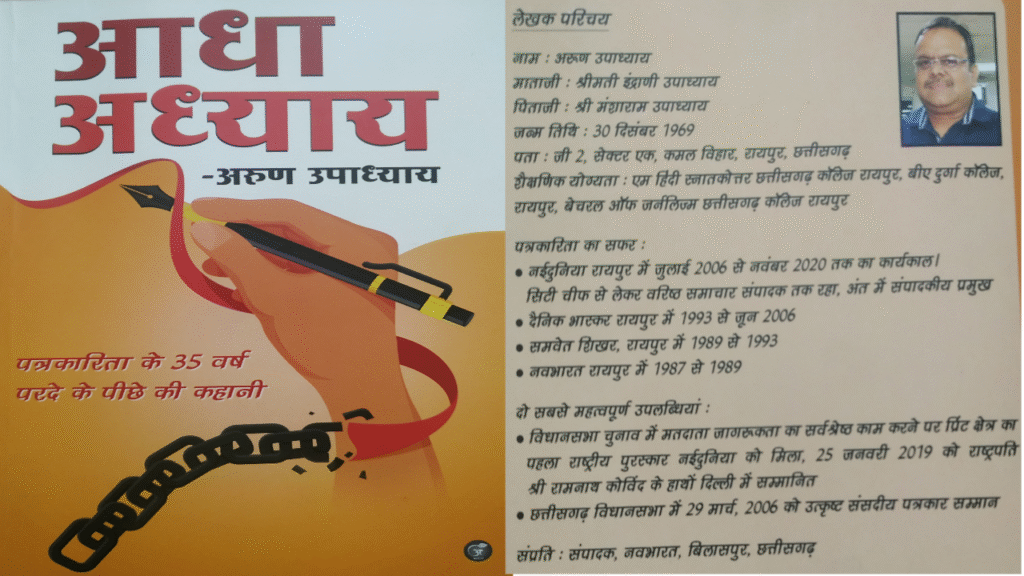 आधा
अध्याय
-अरुण उपाध्याय
पत्रकारिता के 35 वर्ष
परदे के पीछे की कहानी
लेखक परिचय
नाम : अरूण उपाध्याय
माताजी : श्रीमती इंद्राणी उपाध्याय
पिताजी : श्री मंशाराम उपाध्याय
जन्म तिथि : 30 दिसंबर 1969
पता : जी 2, सेक्टर एक, कमल विहार, रायपुर, छत्तीसगढ़
शैक्षणिक योग्यता : एम हिंदी स्नातकोत्तर छत्तीसगढ़ कॉलेज रायपुर, बीए दुर्गा कॉलेज,
रायपुर, बेचरल ऑफ जर्नलिज्म छत्तीसगढ़ कॉलेज रायपुर
पत्रकारिता का सफर :
• नईदुनिया रायपुर में जुलाई 2006 से नवंबर 2020 तक का कार्यकाल।
सिटी चीफ से लेकर वरिष्ठ समाचार संपादक तक रहा, अंत में संपादकीय प्रमुख
• दैनिक भास्कर रायपुर में 1993 से जून 2006
• समवेत शिखर, रायपुर में 1989 से 1993
• नवभारत रायपुर में 1987 से 1989
दो सबसे महत्वपूर्ण उपलब्धियां :
• विधानसभा चुनाव में मतदाता जागरूकता का सर्वश्रेष्ठ काम करने पर प्रिंट क्षेत्र का
पहला राष्ट्रीय पुरस्कार नईदुनिया को मिला, 25 जनवरी 2019 को राष्ट्रपति
श्री रामनाथ कोविंद के हाथों दिल्ली में सम्मानित
• छत्तीसगढ़ विधानसभा में 29 मार्च, 2006 को उत्कृष्ट संसदीय पत्रकार सम्मान
संप्रति : संपादक, नवभारत, बिलासपुर, छत्तीसगढ़